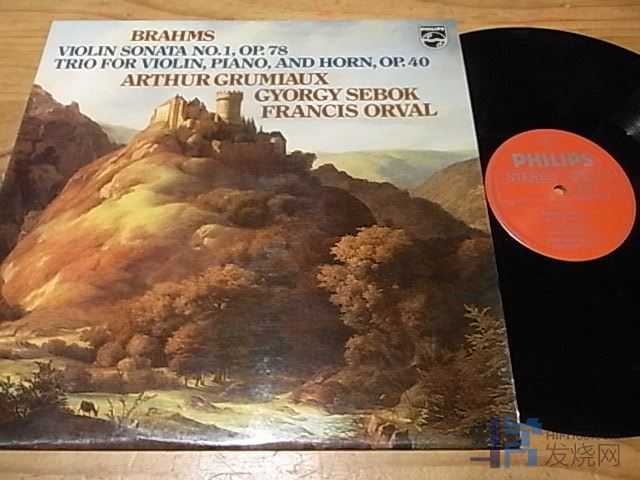 BRAHMS
VIOLIN SONATA NO.1, OP. 78
TRIO FOR VIOLIN, PIANO, AND HORN, OP. 40
ARTHUR GRUMIAUX
GYORGY SEBOK
FRANCIS ORVAL
PHILIPS
PHILIPS
STEREO
发烧网